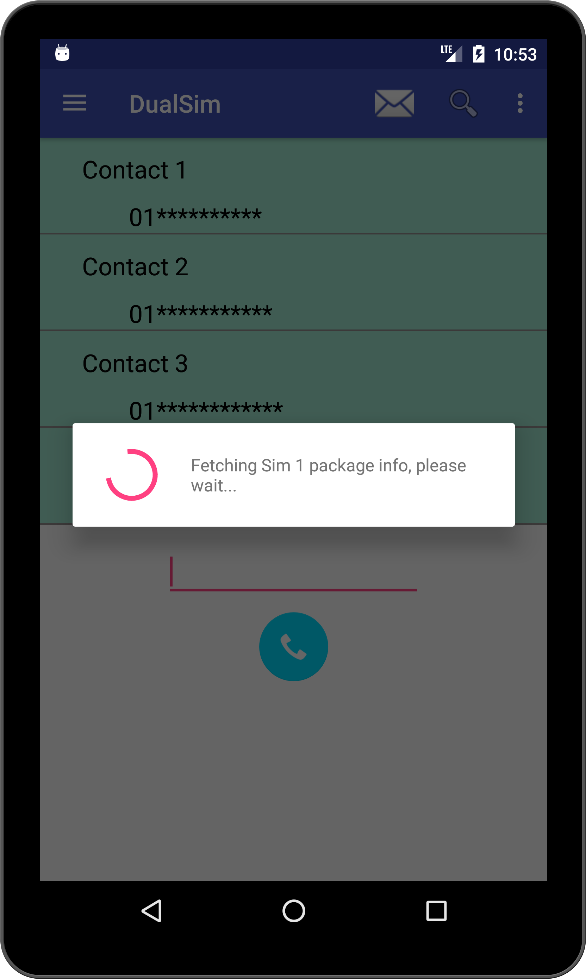 LTE 10:53
DualSim
Contact 1
01**********
Contact 2
01***********
Contact 3
01************
Fetching Sim 1 package info, please
wait...